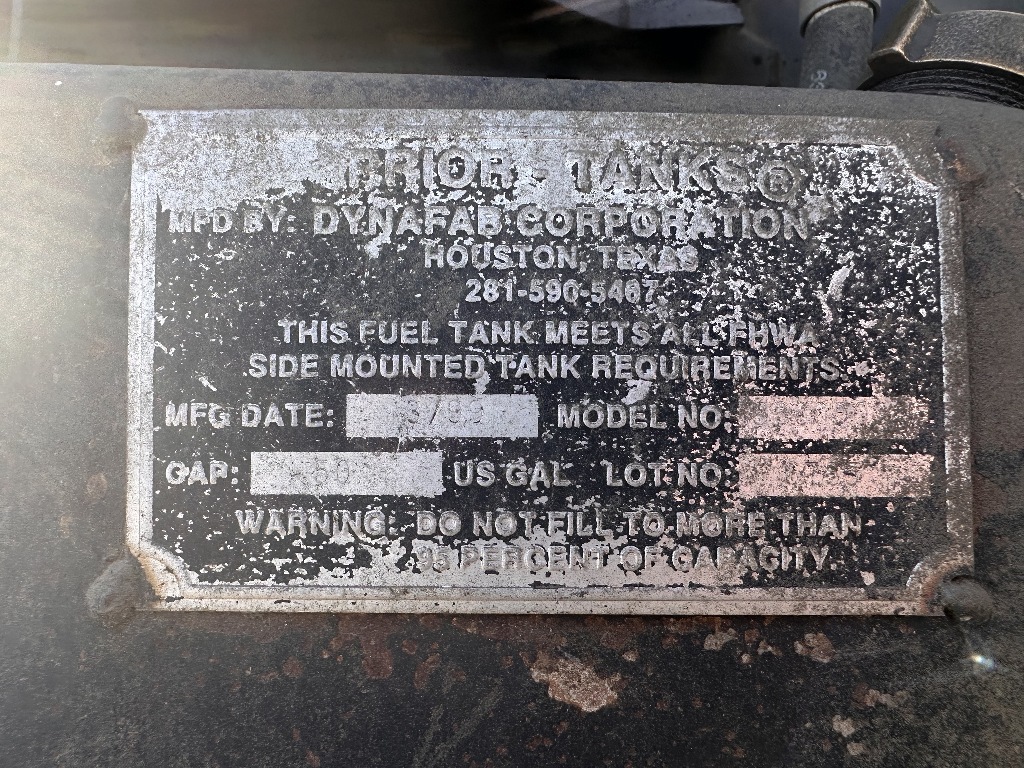 PRIOR - TANKS®
MFD BY: DYNAFAB CORPORATION
HOUSTON, TEXAS
281-590-5467
THIS FUEL TANK MEETS ALL FHWA
SIDE MOUNTED TANK REQUIREMENTS.
MFG DATE: MODEL NO:
CAP: US GAL LOT NO:
WARNING: DO NOT FILL TO MORE THAN
95 PERCENT OF CAPACITY.